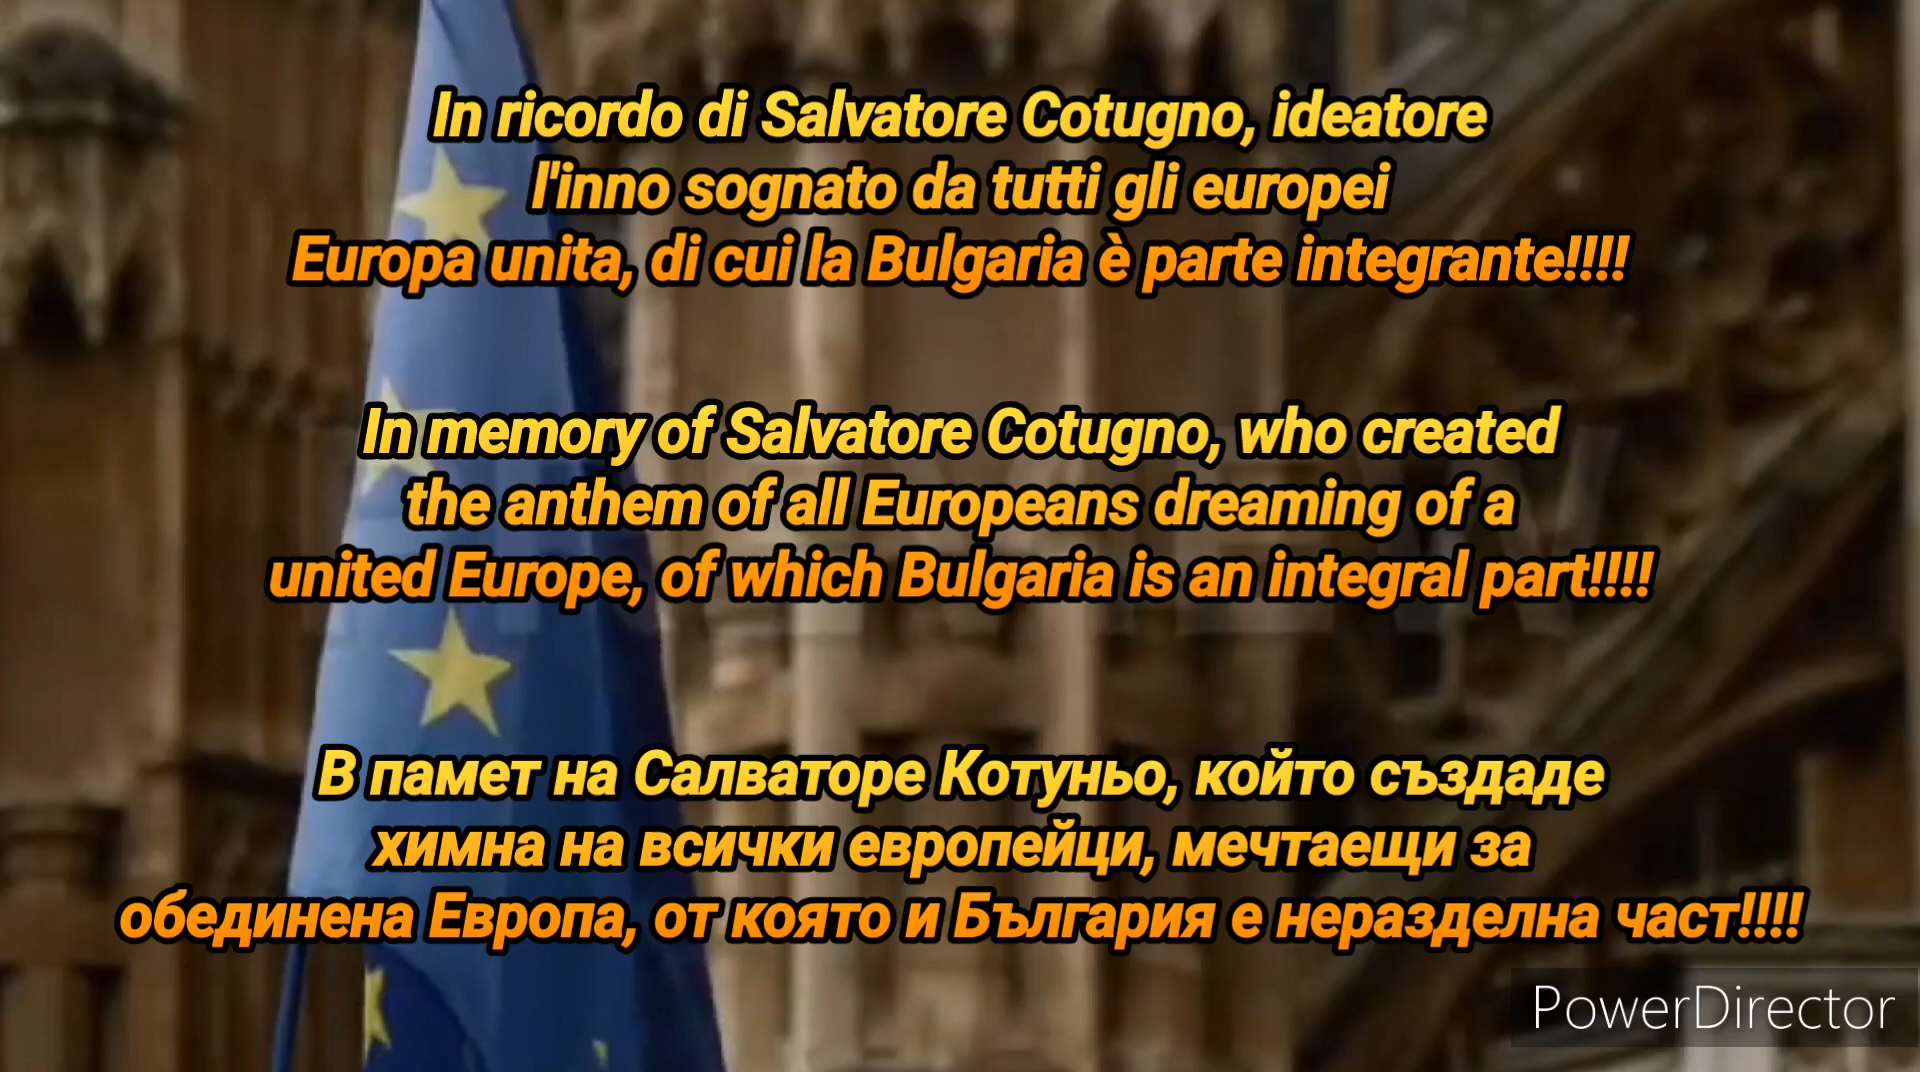 In ricordo di Salvatore Cotugno, ideatore
l'inno sognato da tutti gli europei
Europa unita, di cui la Bulgaria è parte integrante!!!!
In memory of Salvatore Cotugno, who created
the anthem of all Europeans dreaming of a
united Europe, of which Bulgaria is an integral part!!!!
В памет на Салваторе Котуньо, който създаде
химна на всички европейци, мечтаещи за
обединена Европа, от която и България е неразделна част!!!!
PowerDirector